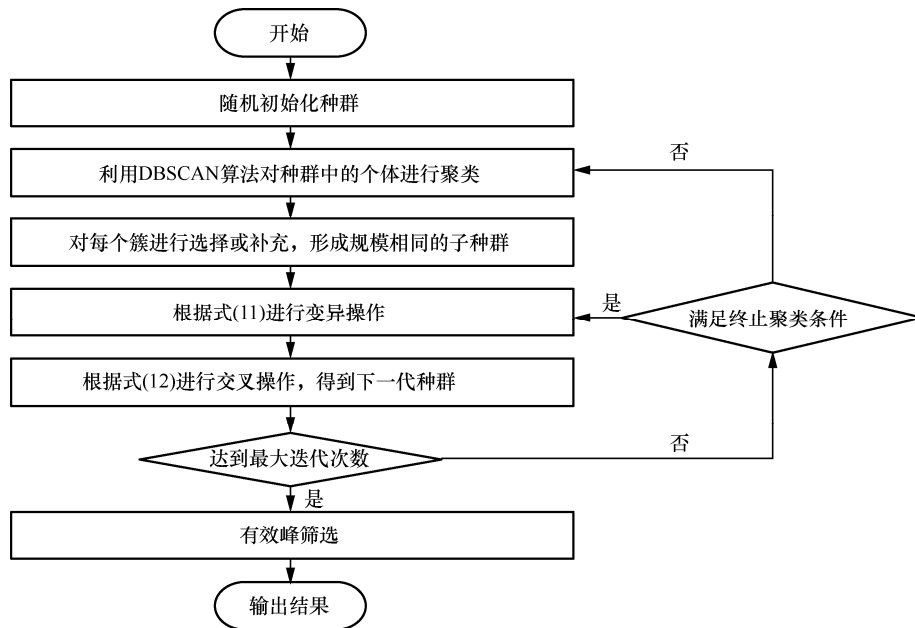 开始
随机初始化种群
利用DBSCAN算法对种群中的个体进行聚类
否
对每个簇进行选择或补充，形成规模相同的子种群
根据式(11)进行变异操作
是
满足终止聚类条件
根据式(12)进行交叉操作，得到下一代种群
达到最大迭代次数
否
是
有效峰筛选
输出结果